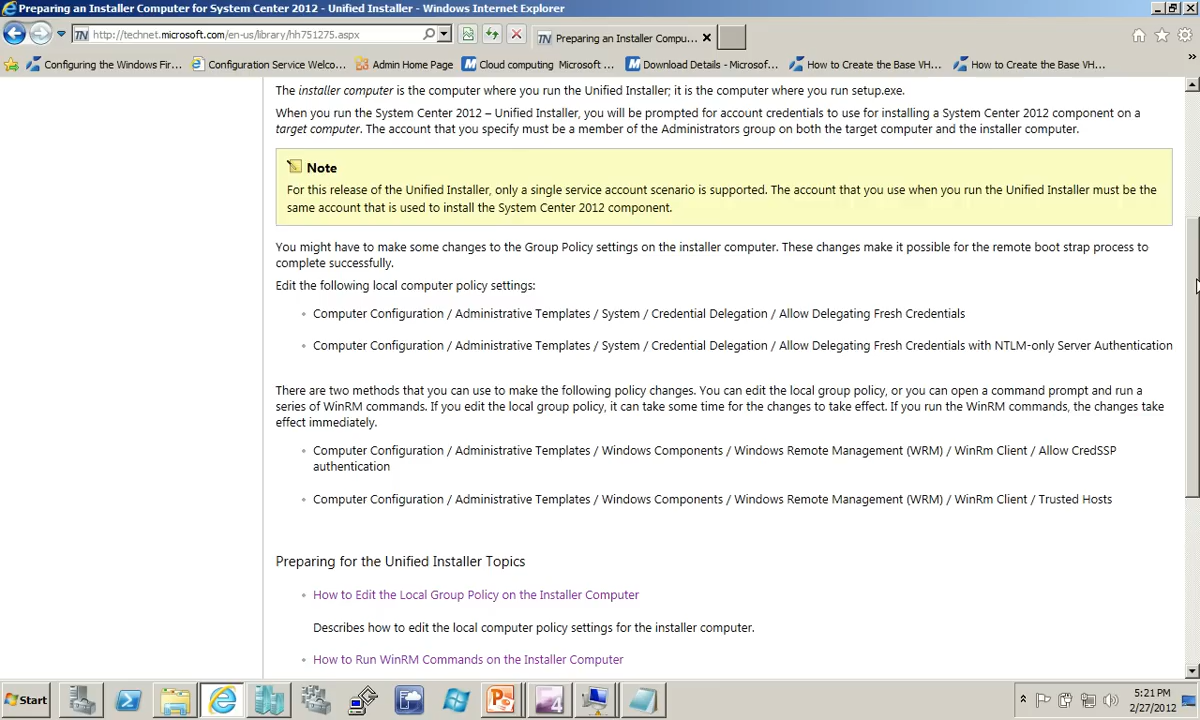 Preparing an Installer Computer for System Center 2012 - Unified Installer - Windows Internet Explorer
http://technet.microsoft.com/en-us/library/hh751275.aspx
Preparing an Installer Compu...
Configuring the Windows Fir...
Configuration Service Welco...
Admin Home Page
Cloud computing Microsoft ...
Download Details - Microsof...
How to Create the Base VH...
How to Create the Base VH...
The installer computer is the computer where you run the Unified Installer; it is the computer where you run setup.exe.
When you run the System Center 2012 – Unified Installer, you will be prompted for account credentials to use for installing a System Center 2012 component on a
target computer. The account that you specify must be a member of the Administrators group on both the target computer and the installer computer.
Note
For this release of the Unified Installer, only a single service account scenario is supported. The account that you use when you run the Unified Installer must be the
same account that is used to install the System Center 2012 component.
You might have to make some changes to the Group Policy settings on the installer computer. These changes make it possible for the remote boot strap process to
complete successfully.
Edit the following local computer policy settings:
• Computer Configuration / Administrative Templates / System / Credential Delegation / Allow Delegating Fresh Credentials
• Computer Configuration / Administrative Templates / System / Credential Delegation / Allow Delegating Fresh Credentials with NTLM-only Server Authentication
There are two methods that you can use to make the following policy changes. You can edit the local group policy, or you can open a command prompt and run a
series of WinRM commands. If you edit the local group policy, it can take some time for the changes to take effect. If you run the WinRM commands, the changes take
effect immediately.
• Computer Configuration / Administrative Templates / Windows Components / Windows Remote Management (WRM) / WinRm Client / Allow CredSSP
authentication
• Computer Configuration / Administrative Templates / Windows Components / Windows Remote Management (WRM) / WinRm Client / Trusted Hosts
Preparing for the Unified Installer Topics
• How to Edit the Local Group Policy on the Installer Computer
Describes how to edit the local computer policy settings for the installer computer.
• How to Run WinRM Commands on the Installer Computer
Start
5:21 PM
2/27/2012